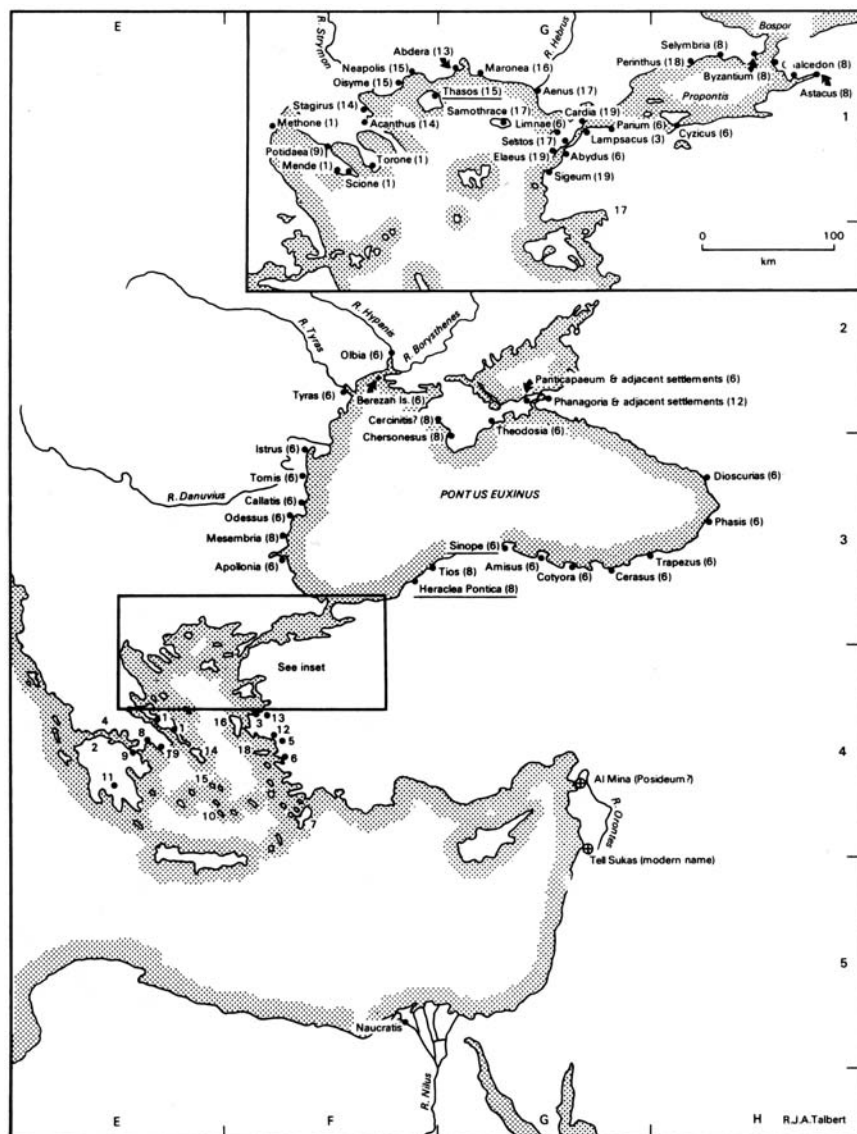 E
G
R. Strymon
R. Hebrus
Bospor
Abdera (13)
Neapolis (15)
Maronea (16)
Selymbria (8)
Perinthus (18)
Byzantium (8)
alcedon (8)
Astacus (8)
Oisyme (15)
Thasos (15)
Aenus (17)
Propontis
Stagirus (14)
Samothrace (17)
Cardia (19)
Methone (1)
Acanthus (14)
Limnae (6)
Parium (6)
Cyzicus (6)
1
Potidaea (9)
Sestos (17)
Lampsacus (3)
Torone (1)
Elaeus (19)
Abydus (6)
Mende (1)
Scione (1)
Sigeum (19)
17
0 100
km
2
R. Hypanis
R. Tyras
R. Borysthenes
Olbia (6)
Tyras (6)
Berezan Is. (6)
Panticapaeum & adjacent settlements (6)
Phanagoria & adjacent settlements (12)
Cercinitis? (8)
Chersonesus (8)
Theodosia (6)
Istrus (6)
Tomis (6)
Dioscurias (6)
R. Danuvius
Callatis (6)
PONTUS EUXINUS
Odessus (6)
Phasis (6)
Mesembria (8)
Sinope (6)
3
Apollonia (6)
Tios (8)
Amisus (6)
Trapezus (6)
Cotyora (6)
Cerasus (6)
Heraclea Pontica (8)
See inset
1
1
3
13
16
12
4
8
5
2
9
19
14
18
6
4
11
15
10
7
Al Mina (Posideum?)
R. Orontes
Tell Sukas (modern name)
5
Naucratis
R. Nilus
E
F
G
H
R.J.A.Talbert